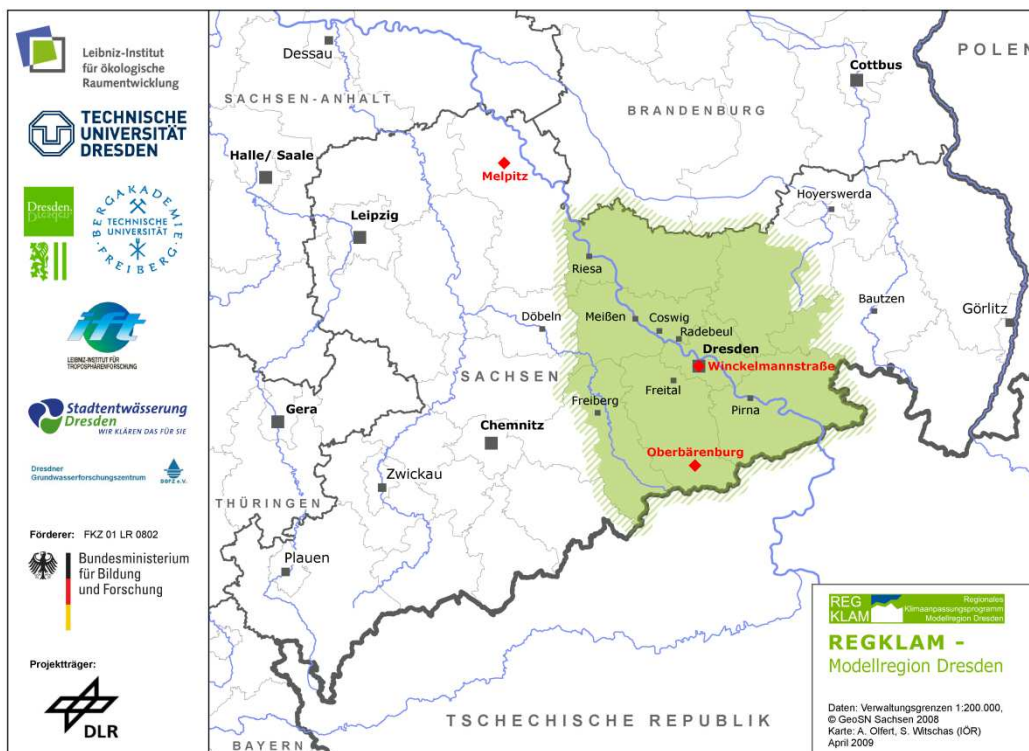 Leibniz-Institut
für ökologische
Raumentwicklung
TECHNISCHE
UNIVERSITÄT
DRESDEN
Dresden.
BERGAKADEMIE
TECHNISCHE
UNIVERSITÄT
FREIBERG
ift
LEIBNIZ-INSTITUT FÜR
TROPOSPHÄRENFORSCHUNG
Stadtentwässerung
Dresden
WIR KLÄREN DAS FÜR SIE
Dresdner
Grundwasserforschungszentrum
Förderer: FKZ 01 LR 0802
Bundesministerium
für Bildung
und Forschung
Projektträger:
DLR
Dessau
SACHSEN-ANHALT
Halle/ Saale
Leipzig
Melpitz
BRANDENBURG
Cottbus
POLEN
Hoyerswerda
Riesa
Döbeln
Meißen
Coswig
Radebeul
Dresden
Winckelmannstraße
Bautzen
Görlitz
SACHSEN
Freiberg
Freital
Pirna
Gera
Chemnitz
Oberbärenburg
Zwickau
THÜRINGEN
Plauen
TSCHECHISCHE REPUBLIK
BAYERN
REG
KLAM
Regionales
Klimaanpassungsprogramm
Modellregion Dresden
REGKLAM -
Modellregion Dresden
Daten: Verwaltungsgrenzen 1:200.000,
© GeoSN Sachsen 2008
Karte: A. Olfert, S. Witschas (IÖR)
April 2009